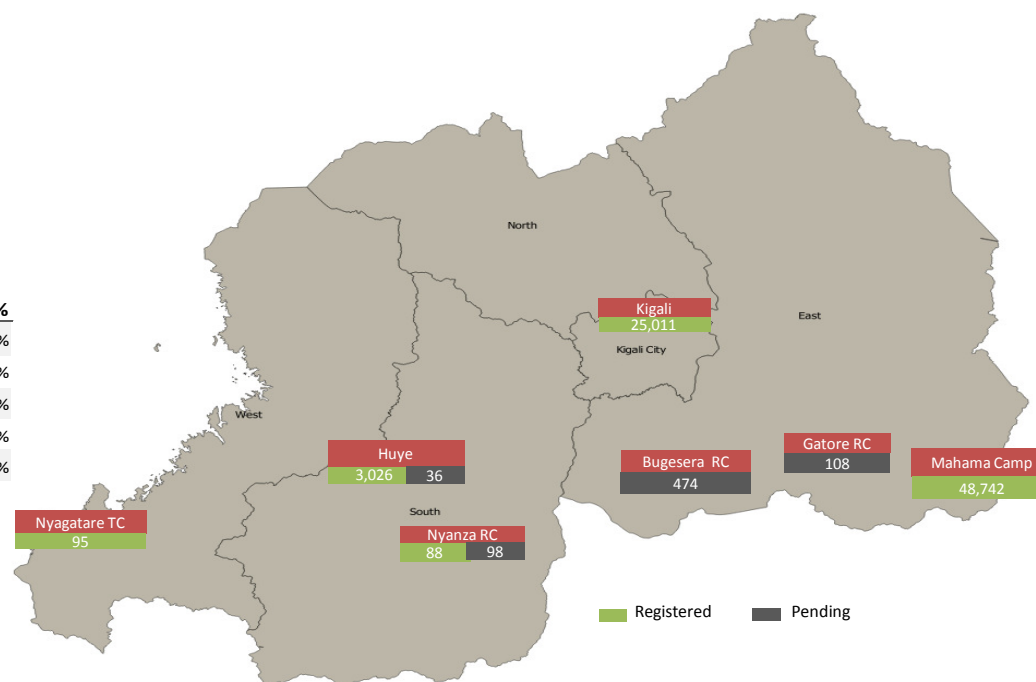 North
%
%
%
%
%
%
Kigali
25,011
East
Kigali City
West
Huye
3,026 36
Gatore RC
108
Bugesera RC
474
Mahama Camp
48,742
South
Nyagatare TC
95
Nyanza RC
88 98
Registered Pending